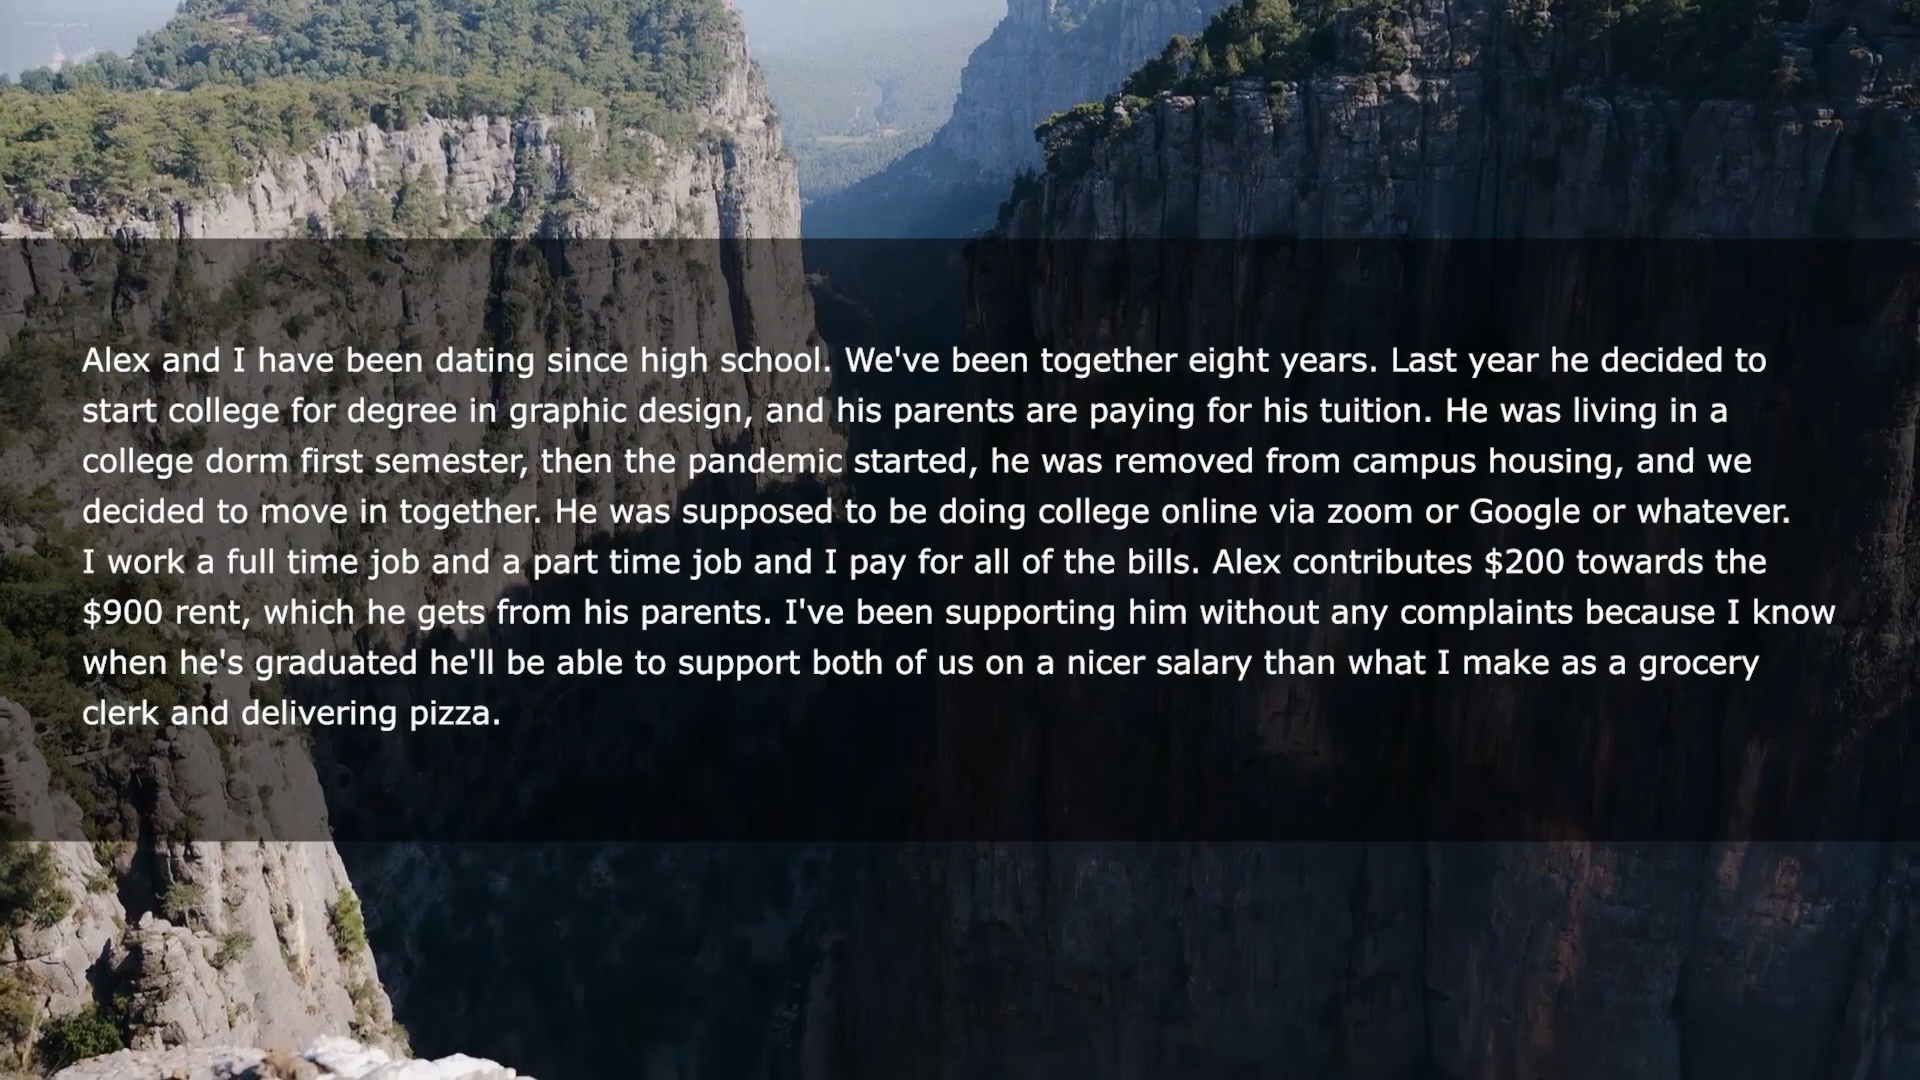 Alex and I have been dating since high school. We've been together eight years. Last year he decided to
start college for degree in graphic design, and his parents are paying for his tuition. He was living in a
college dorm first semester, then the pandemic started, he was removed from campus housing, and we
decided to move in together. He was supposed to be doing college online via zoom or Google or whatever.
I work a full time job and a part time job and I pay for all of the bills. Alex contributes $200 towards the
$900 rent, which he gets from his parents. I've been supporting him without any complaints because I know
when he's graduated he'll be able to support both of us on a nicer salary than what I make as a grocery
clerk and delivering pizza.